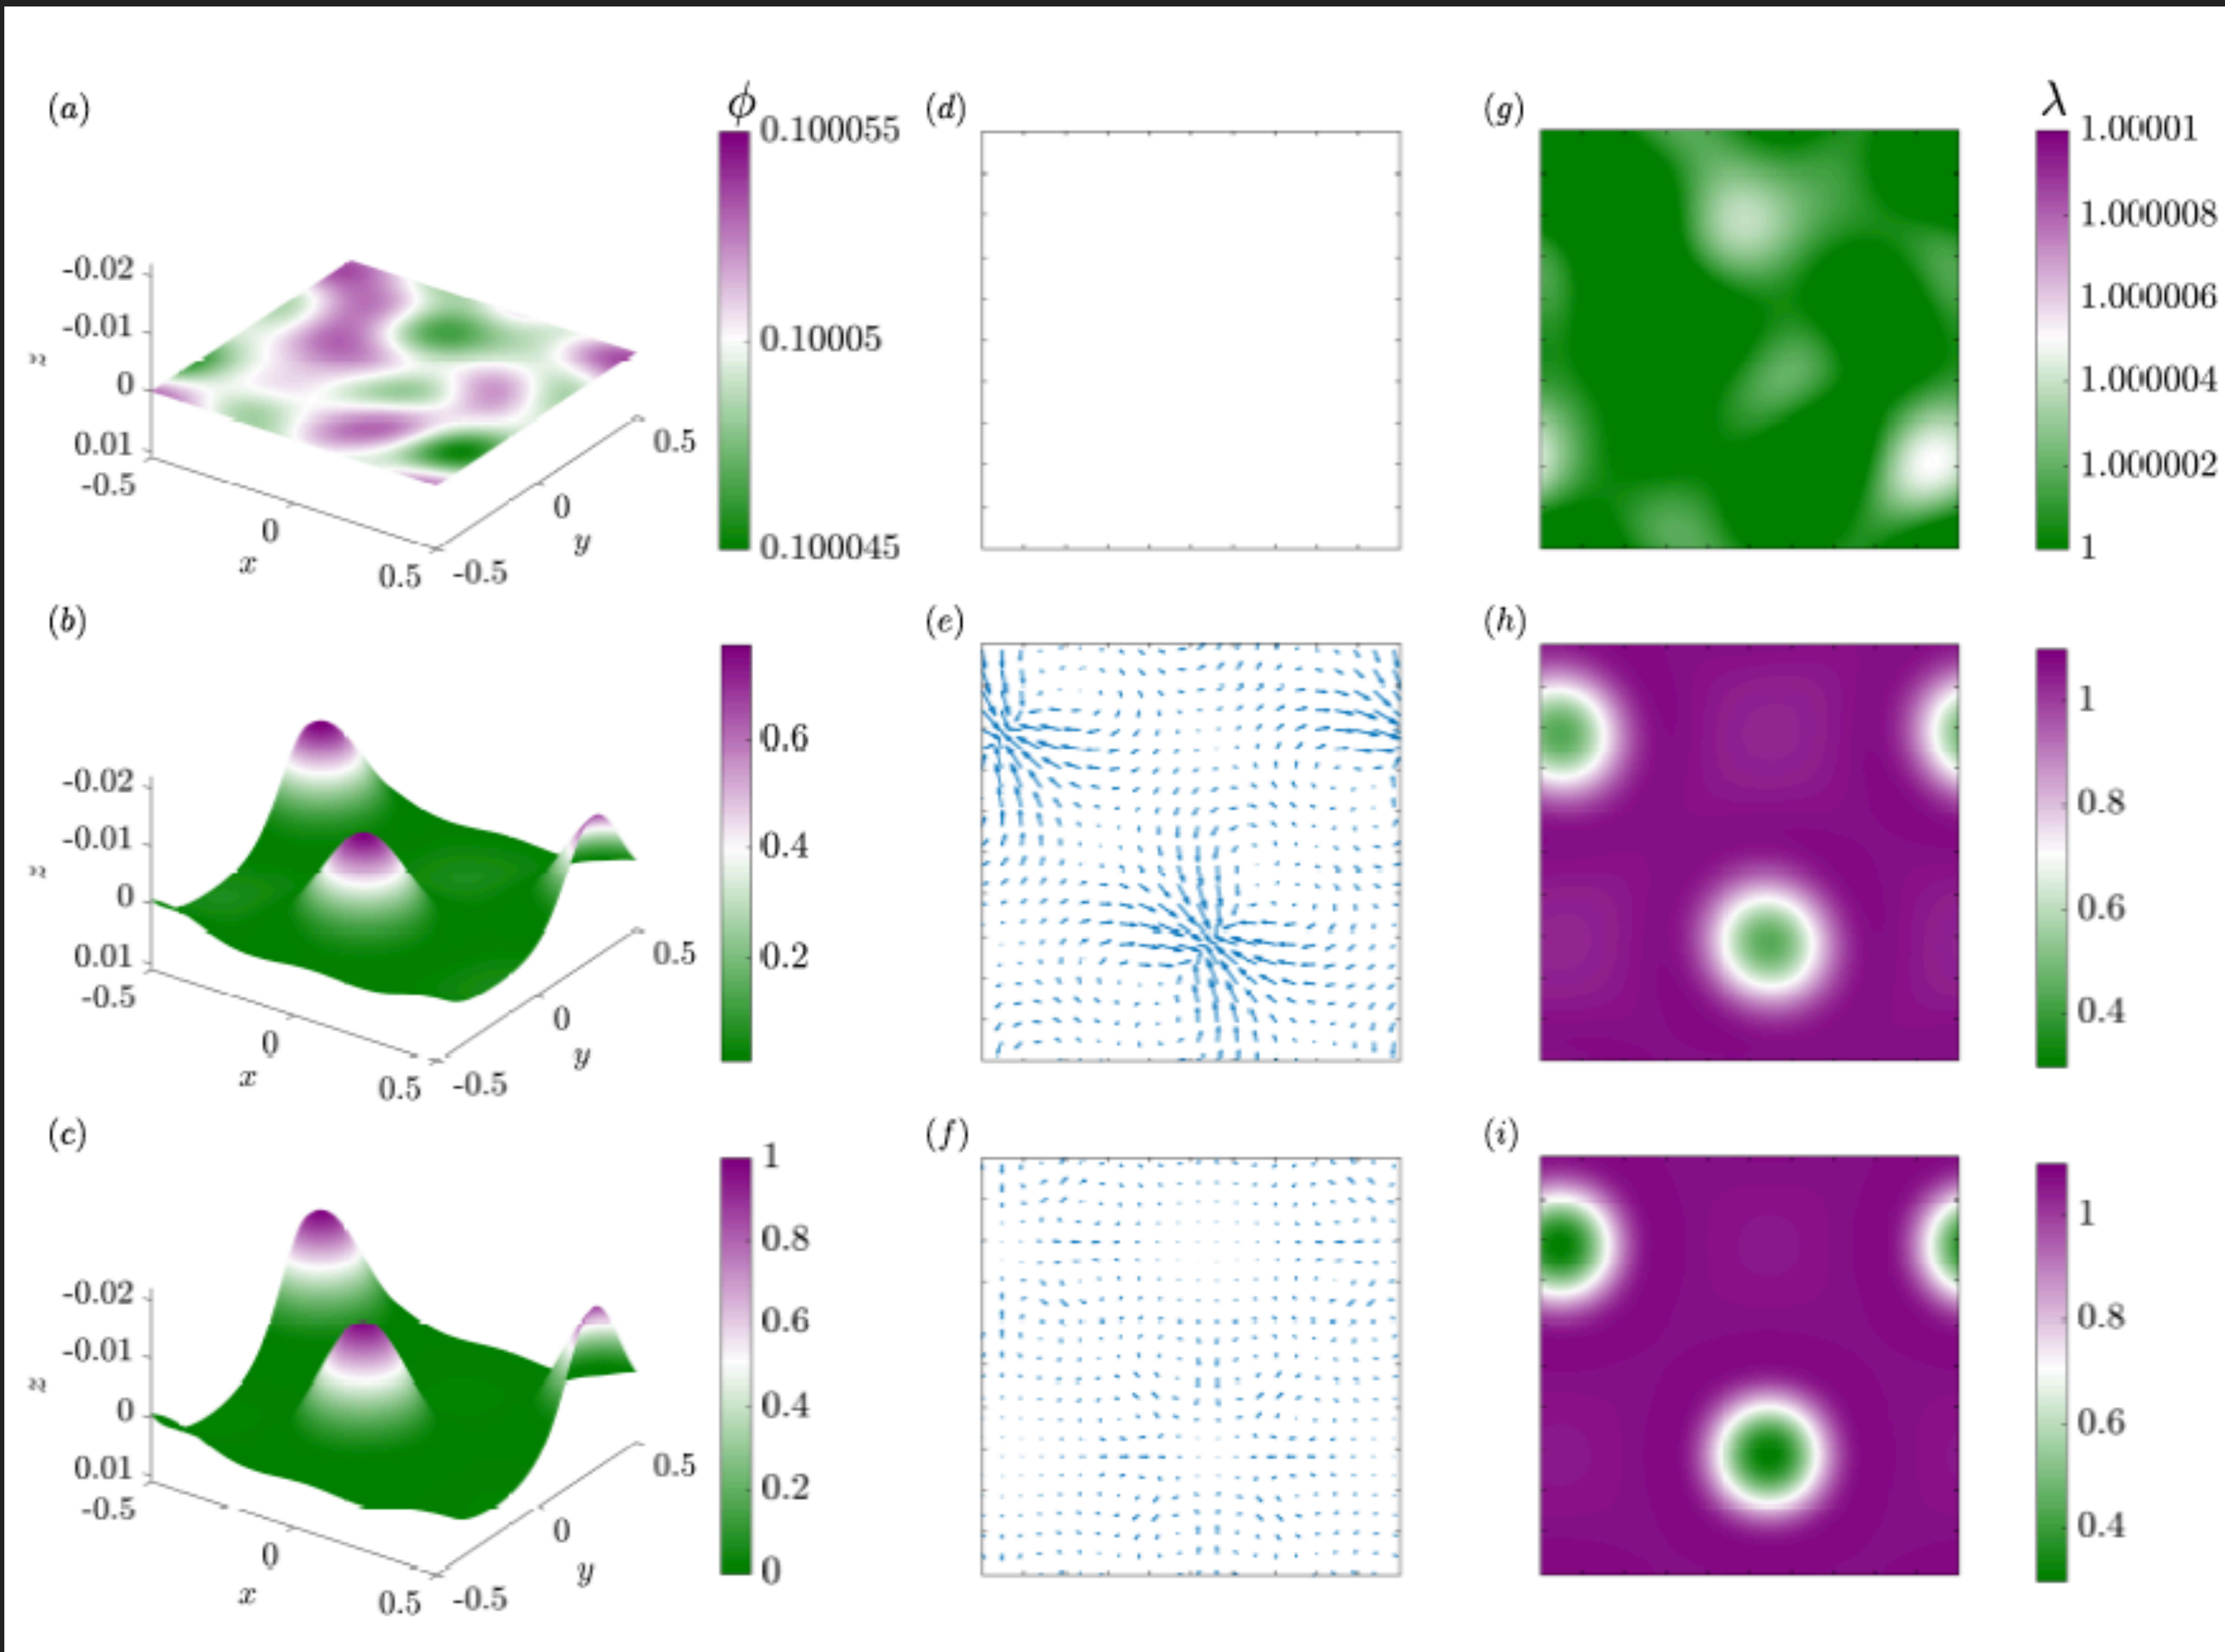 (a)
ϕ
0.100055
0.10005
0.100045
-0.02
-0.01
0
0.01
z
-0.5
0
0.5
x
-0.5
0
0.5
y
(d)
(g)
λ
1.00001
1.000008
1.000006
1.000004
1.000002
1
(b)
0.6
0.4
0.2
-0.02
-0.01
0
0.01
z
-0.5
0
0.5
x
-0.5
0
0.5
y
(e)
(h)
1
0.8
0.6
0.4
(c)
1
0.8
0.6
0.4
0.2
0
-0.02
-0.01
0
0.01
z
-0.5
0
0.5
x
-0.5
0
0.5
y
(f)
(i)
1
0.8
0.6
0.4